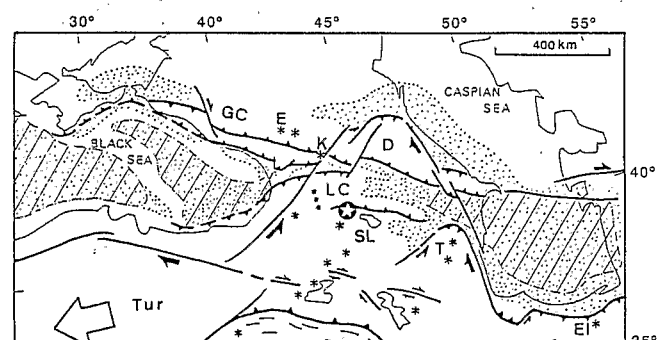 30° 40° 45° 50° 55°
400 km
CASPIAN
SEA
GC E
K
D
BLACK
SEA
40°
LC
SL
T
Tur
El
35°